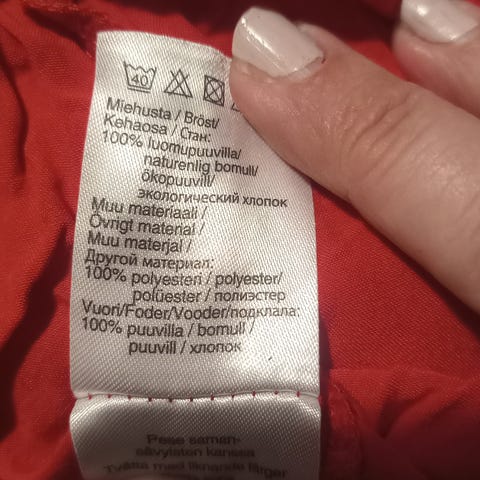 40
Miehusta / Bröst/
Kehaosa / Стан:
100% luomupuuvilla/
naturenlig bomull/
ökopuuvill/
экологический хлопок
Muu materiaali /
Övrigt material /
Muu materjal /
Другой материал:
100% polyesteri / polyester/
polüester / полиэстер
Vuori/Foder/Vooder/подклала:
100% puuvilla / bomull /
puuvill / хлопок
Pese saman-
sävyisten kanssa
Tvätta med liknande färger